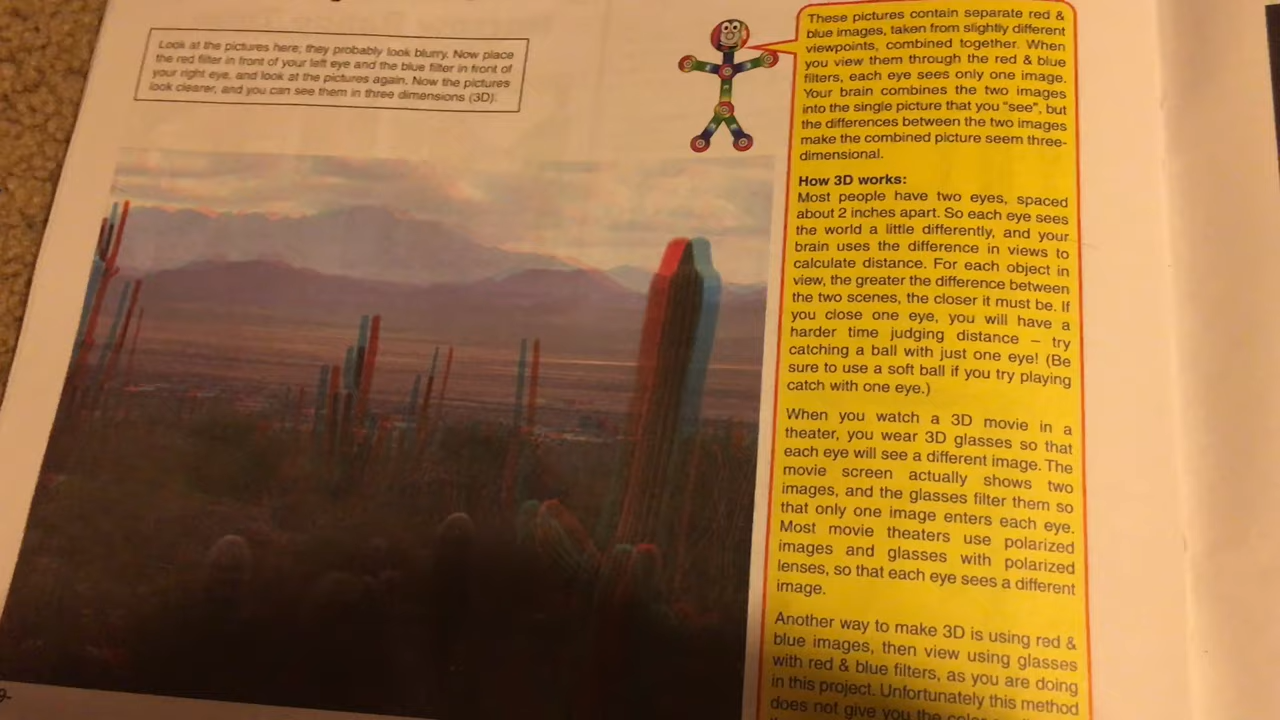 Look at the pictures here; they probably look blurry. Now place
the red filter in front of your left eye and the blue filter in front of
your right eye, and look at the pictures again. Now the pictures
look clearer, and you can see them in three dimensions (3D).
These pictures contain separate red &
blue images, taken from slightly different
viewpoints, combined together. When
you view them through the red & blue
filters, each eye sees only one image.
Your brain combines the two images
into the single picture that you "see", but
the differences between the two images
make the combined picture seem three-
dimensional.
How 3D works:
Most people have two eyes, spaced
about 2 inches apart. So each eye sees
the world a little differently, and your
brain uses the difference in views to
calculate distance. For each object in
view, the greater the difference between
the two scenes, the closer it must be. If
you close one eye, you will have a
harder time judging distance – try
catching a ball with just one eye! (Be
sure to use a soft ball if you try playing
catch with one eye.)
When you watch a 3D movie in a
theater, you wear 3D glasses so that
each eye will see a different image. The
movie screen actually shows two
images, and the glasses filter them so
that only one image enters each eye.
Most movie theaters use polarized
images and glasses with polarized
lenses, so that each eye sees a different
image.
Another way to make 3D is using red &
blue images, then view using glasses
with red & blue filters, as you are doing
in this project. Unfortunately this method
does not give you the